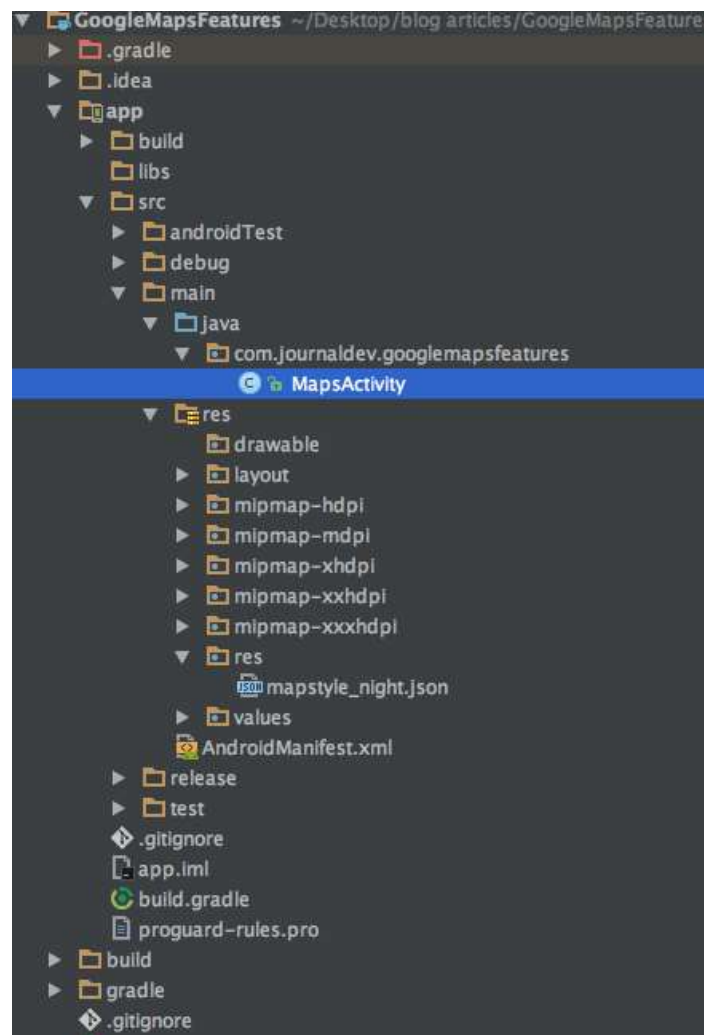 GoogleMapsFeatures ~/Desktop/blog articles/GoogleMapsFeature
.gradle
.idea
app
build
libs
src
androidTest
debug
main
java
com.journaldev.googlemapsfeatures
C MapsActivity
res
drawable
layout
mipmap-hdpi
mipmap-mdpi
mipmap-xhdpi
mipmap-xxhdpi
mipmap-xxxhdpi
res
JSON mapstyle_night.json
values
AndroidManifest.xml
release
test
.gitignore
app.iml
build.gradle
proguard-rules.pro
build
gradle
.gitignore